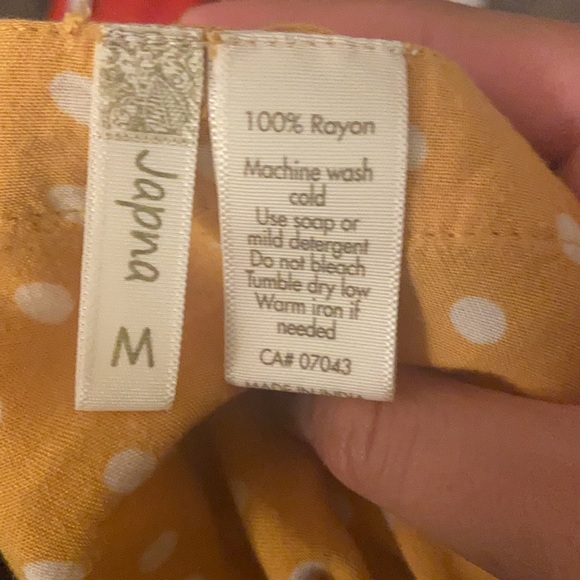 Japna
M
100% Rayon
Machine wash
cold
Use soap or
mild detergent
Do not bleach
Tumble dry low
Warm iron if
needed
CA# 07043
MADE IN INDIA